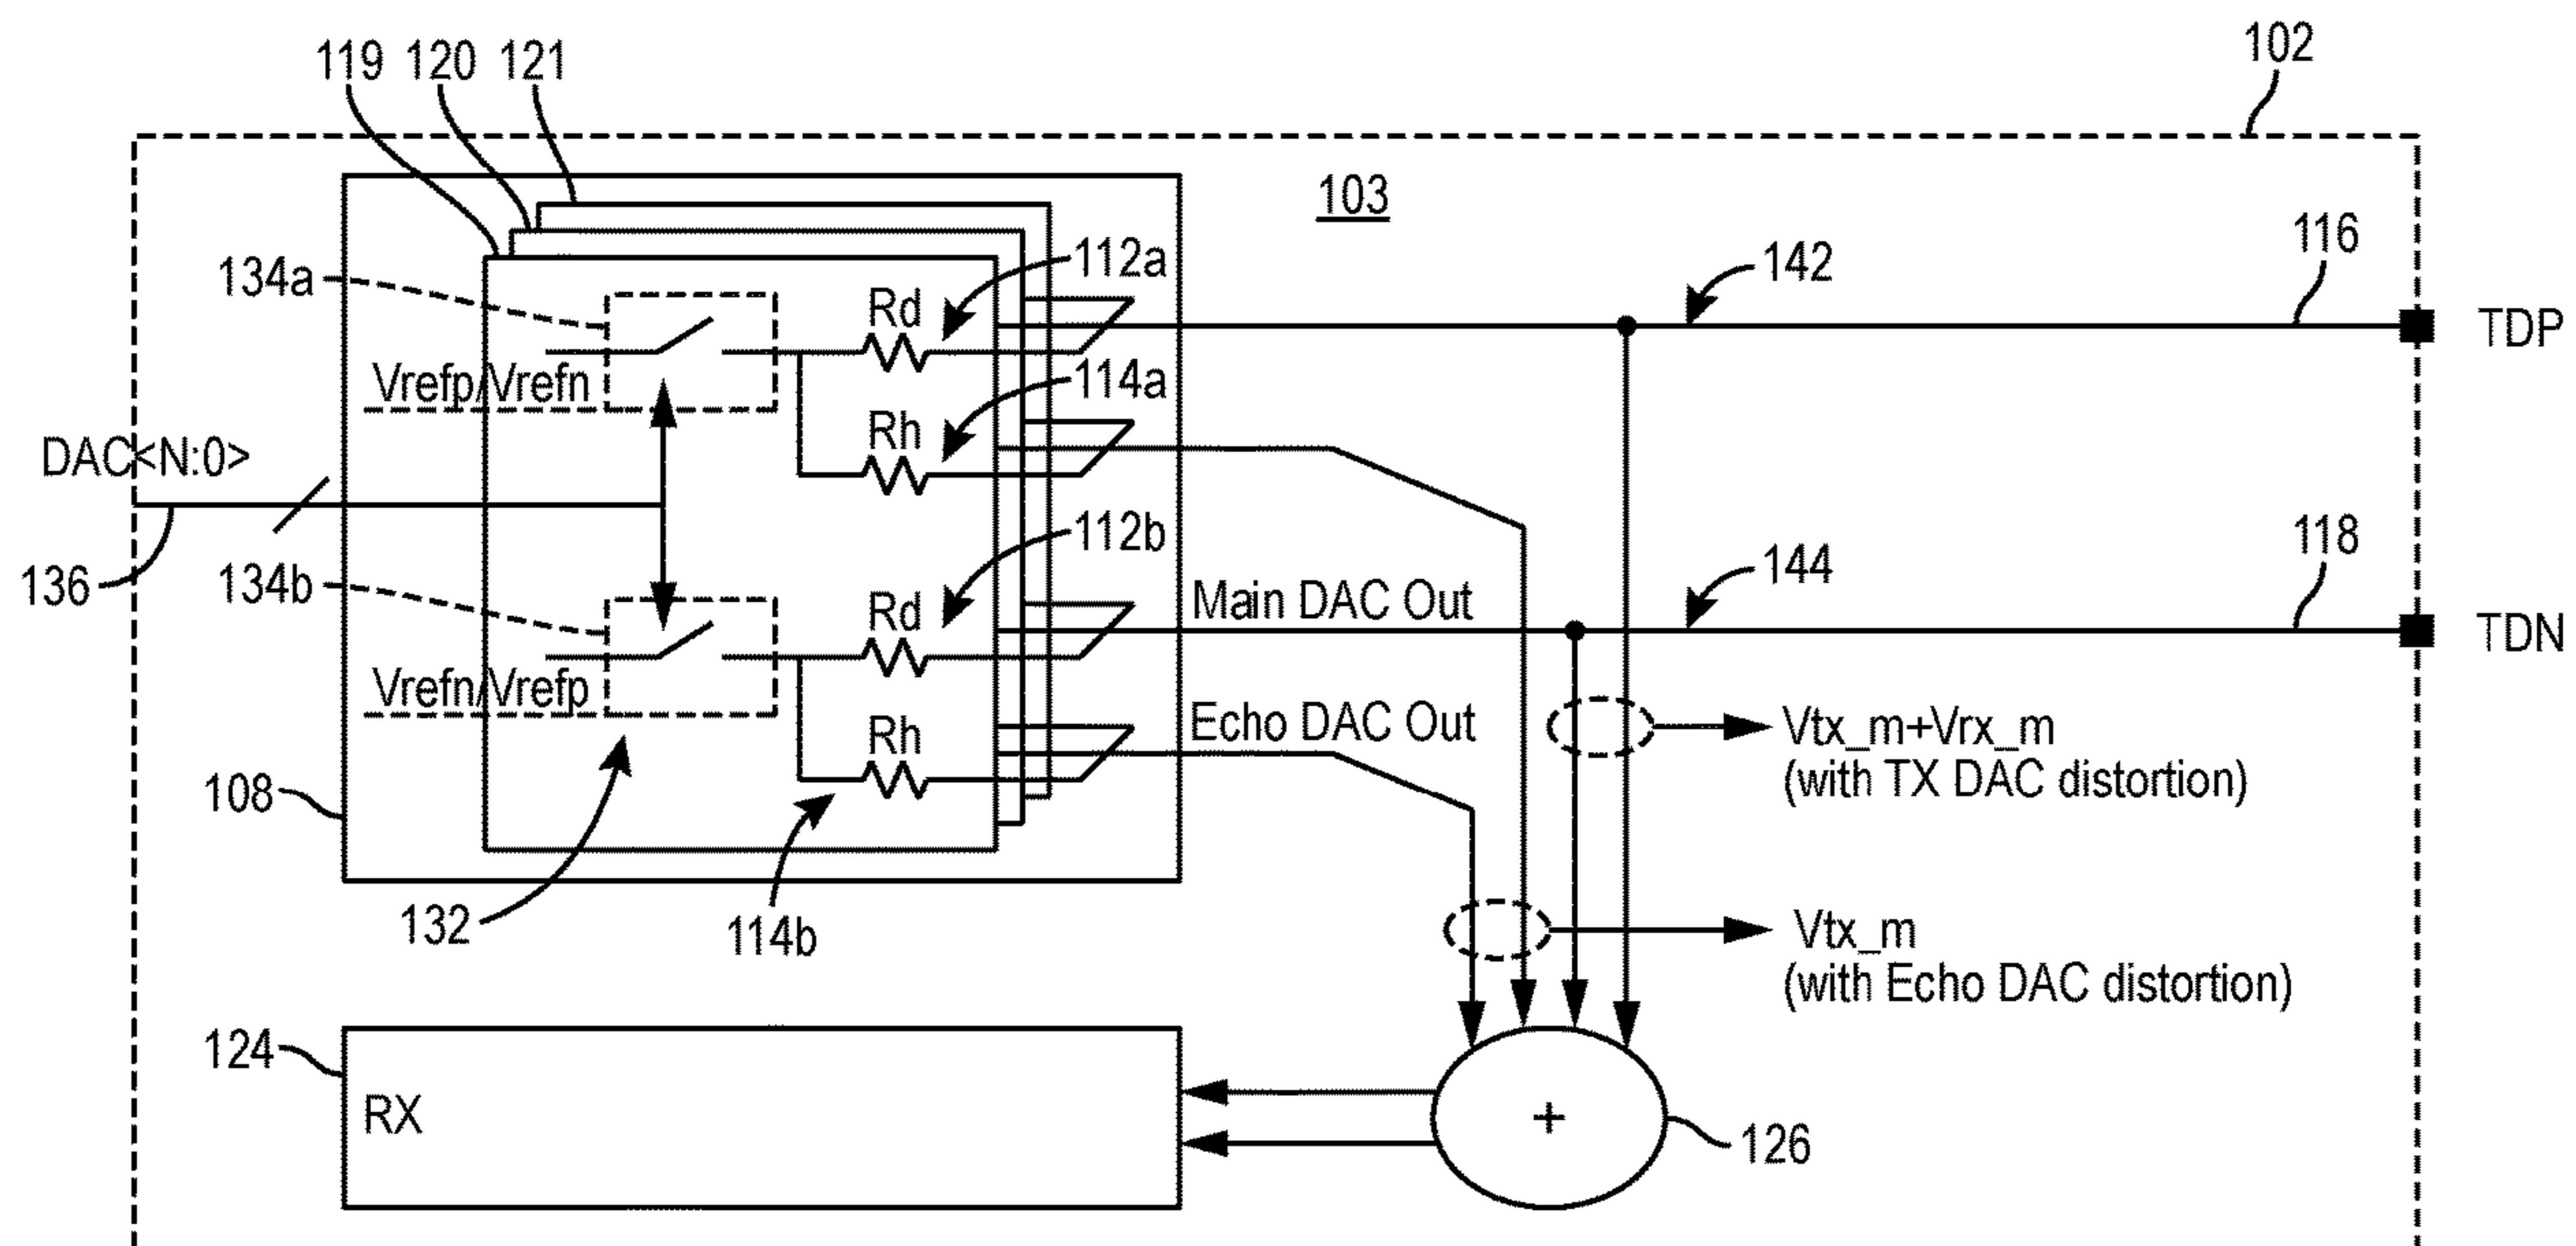 102
119 120 121
103
134a
112a
142
116
Rd
TDP
Vrefp/Vrefn
114a
Rh
DAC<N:0>
136
134b
112b
144
118
Rd
Main DAC Out
TDN
Vrefn/Vrefp
Rh
Echo DAC Out
Vtx_m+Vrx_m
(with TX DAC distortion)
108
132
114b
Vtx_m
(with Echo DAC distortion)
124
RX
+
126